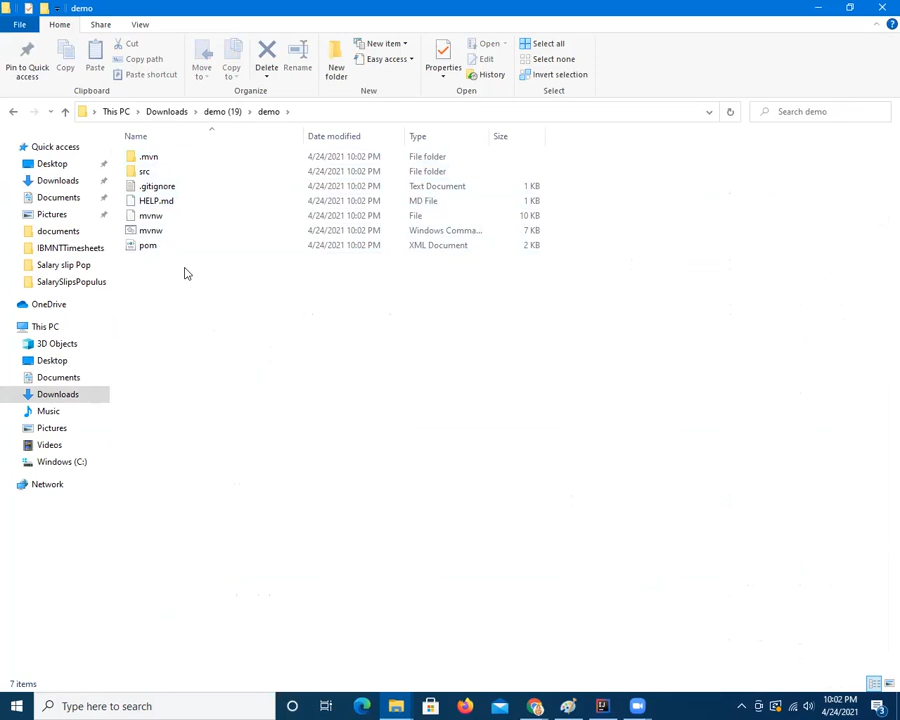 demo
File Home Share View
Pin to Quick access
Copy
Paste
Cut
Copy path
Paste shortcut
Move to
Copy to
Delete
Rename
New folder
New item
Easy access
Properties
Open
Edit
History
Select all
Select none
Invert selection
Clipboard Organize New Open Select
This PC Downloads demo (19) demo
Search demo
Name Date modified Type Size
.mvn 4/24/2021 10:02 PM File folder
src 4/24/2021 10:02 PM File folder
.gitignore 4/24/2021 10:02 PM Text Document 1 KB
HELP.md 4/24/2021 10:02 PM MD File 1 KB
mvnw 4/24/2021 10:02 PM File 10 KB
mvnw 4/24/2021 10:02 PM Windows Comma... 7 KB
pom 4/24/2021 10:02 PM XML Document 2 KB
Quick access
Desktop
Downloads
Documents
Pictures
documents
IBMNTTimesheets
Salary slip Pop
SalarySlipsPopulus
OneDrive
This PC
3D Objects
Desktop
Documents
Downloads
Music
Pictures
Videos
Windows (C:)
Network
7 items
Type here to search
10:02 PM
4/24/2021
3